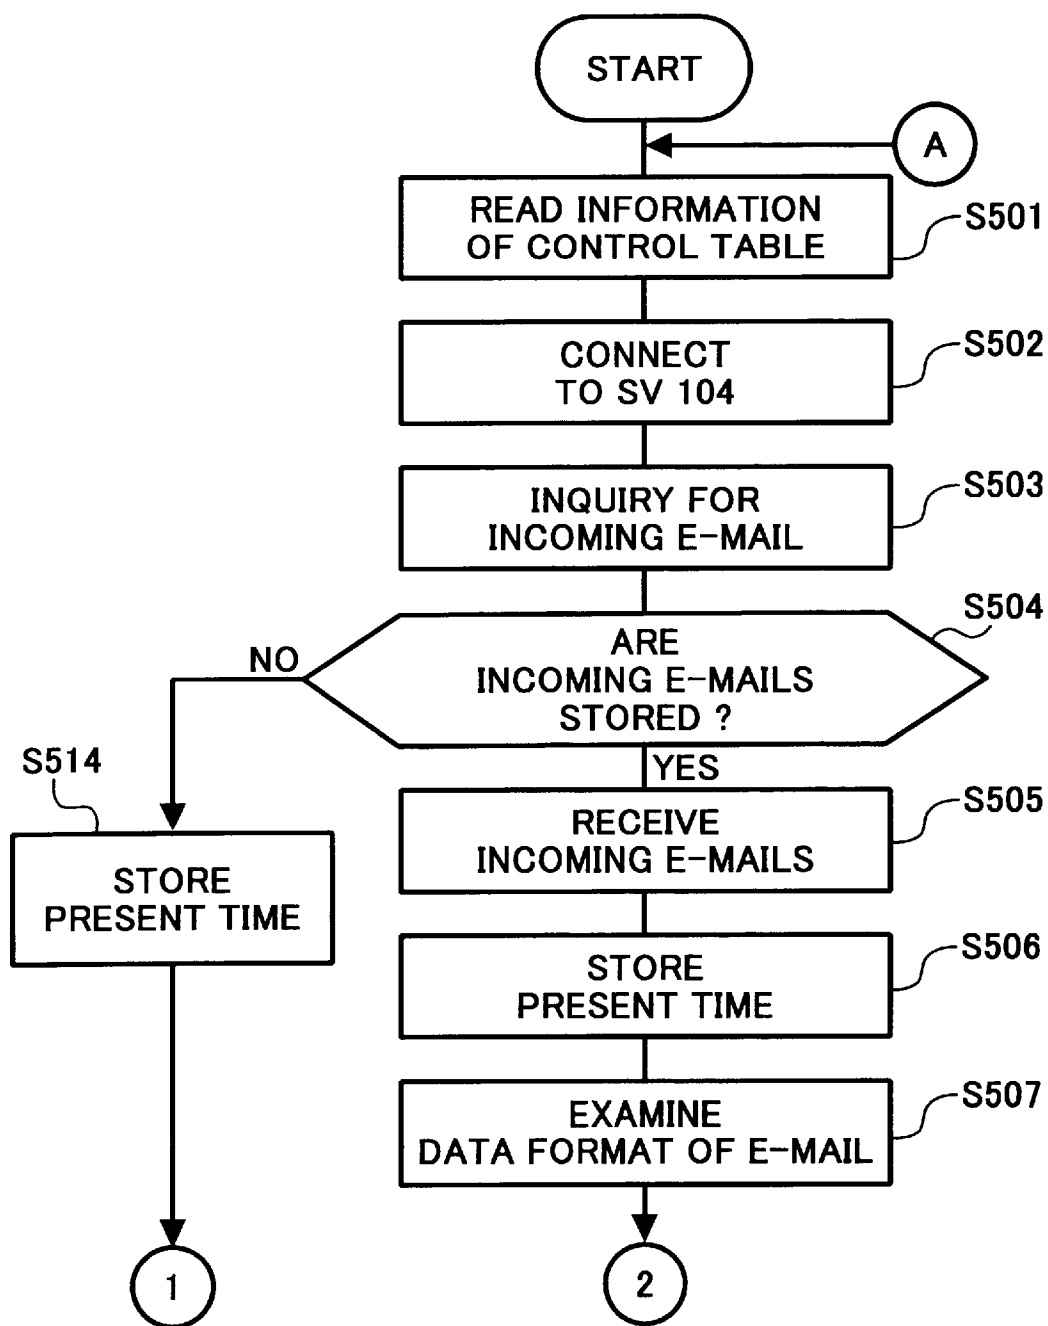 START
A
READ INFORMATION
OF CONTROL TABLE
S501
CONNECT
TO SV 104
S502
INQUIRY FOR
INCOMING E-MAIL
S503
ARE
INCOMING E-MAILS
STORED ?
S504
NO
YES
S514
STORE
PRESENT TIME
RECEIVE
INCOMING E-MAILS
S505
STORE
PRESENT TIME
S506
EXAMINE
DATA FORMAT OF E-MAIL
S507
1
2